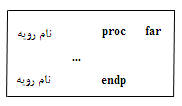 نام رویه proc far
...
نام رویه endp